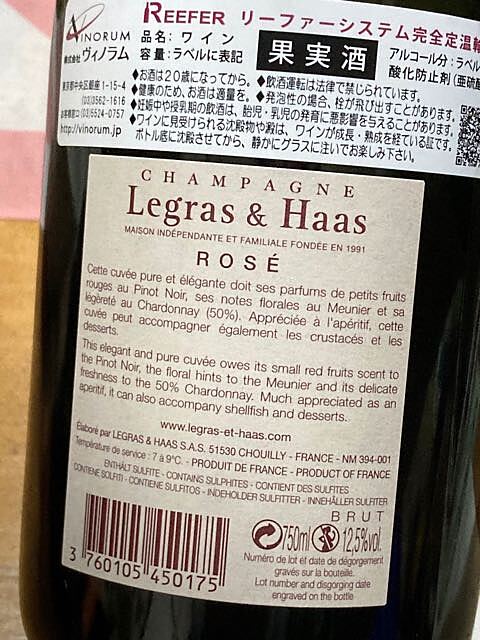 VINORUM
株式会社 ヴィノラム
東京都中央区銀座1-15-4
(03)3562-1616
(03)5524-0757
http://vinorum.jp
REEFER リーファーシステム完全定温輸
品名:ワイン
容量:ラベルに表記
果実酒
アルコール分:ラベル
酸化防止剤(亜硫酸
◆お酒は20歳になってから。◆飲酒運転は法律で禁じられています。
◆健康のため、お酒は適量を。◆発泡性の場合、栓が飛び出すことがあります。
◆妊娠中や授乳期の飲酒は、胎児・乳児の発育に悪影響を与えることがあります。
◆ワインに見受けられる沈殿物や澱は、ワインが成長・熟成を経ている証です。
ボトル底に沈殿させてから、静かにグラスに注いでお楽しみ下さい。
CHAMPAGNE
Legras & Haas
MAISON INDÉPENDANTE ET FAMILIALE FONDÉE EN 1991
ROSÉ
Cette cuvée pure et élégante doit ses parfums de petits fruits
rouges au Pinot Noir, ses notes florales au Meunier et sa
légèreté au Chardonnay (50%). Appréciée à l'apéritif, cette
cuvée peut accompagner également les crustacés et les
desserts.
This elegant and pure cuvée owes its small red fruits scent to
the Pinot Noir, the floral hints to the Meunier and its delicate
freshness to the 50% Chardonnay. Much appreciated as an
aperitif, it can also accompany shellfish and desserts.
www.legras-et-haas.com
Élaboré par LEGRAS & HAAS S.A.S. 51530 CHOUILLY - FRANCE - NM 394-001
Température de service : 7 à 9°C. - PRODUIT DE FRANCE - PRODUCT OF FRANCE
ENTHÄLT SULFITE - CONTAINS SULPHITES - CONTIENT DES SULFITES
CONTIENE SOLFITI - CONTIENE SULFITOS - INDEHOLDER SULFITTER - INNEHÅLLER SULFITER
BRUT
750ml 12,5%vol.
3 760105 450175
Numéro de lot et date de dégorgement
gravés sur la bouteille.
Lot number and disgorging date
engraved on the bottle